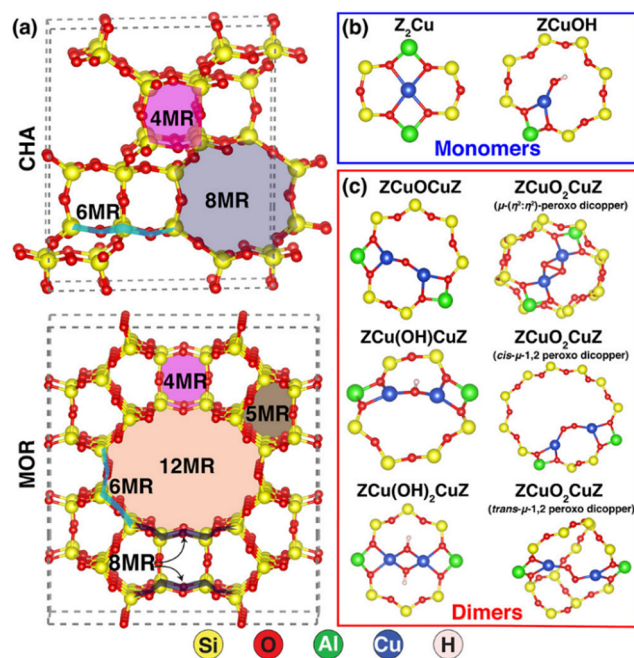 (a)
CHA
4MR
6MR
8MR
MOR
4MR
5MR
12MR
6MR
8MR
(b)
Z₂Cu
ZCuOH
Monomers
(c)
ZCuOCuZ
ZCuO₂CuZ
(μ-(η²:η²)-peroxo dicopper)
ZCu(OH)CuZ
ZCuO₂CuZ
(cis-μ-1,2 peroxo dicopper)
ZCu(OH)₂CuZ
ZCuO₂CuZ
(trans-μ-1,2 peroxo dicopper)
Dimers
Si O Al Cu H